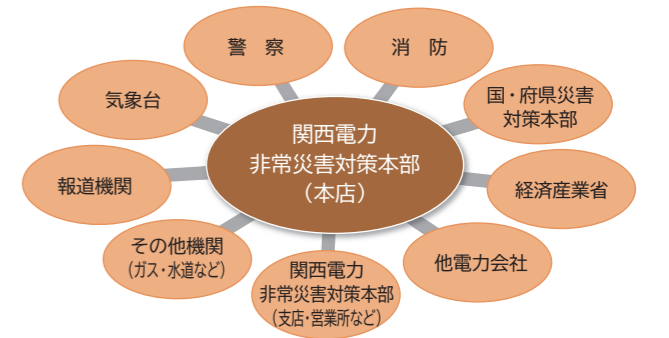 警　察
消　防
気象台
国・府県災害
対策本部
関西電力
非常災害対策本部
（本店）
報道機関
経済産業省
その他機関
（ガス・水道など）
関西電力
非常災害対策本部
（支店・営業所など）
他電力会社